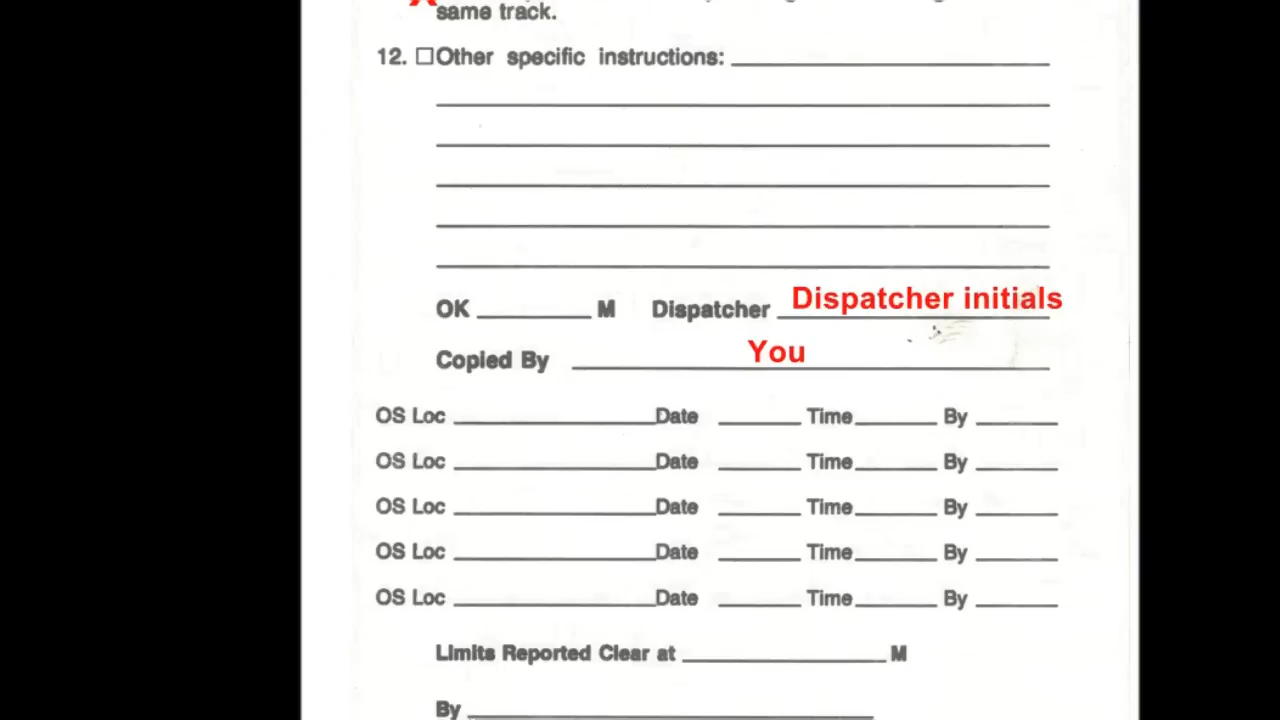 same track.
12. ☐Other specific instructions:
Dispatcher initials
OK M Dispatcher
You
Copied By
OS Loc Date Time By
OS Loc Date Time By
OS Loc Date Time By
OS Loc Date Time By
OS Loc Date Time By
Limits Reported Clear at M
By